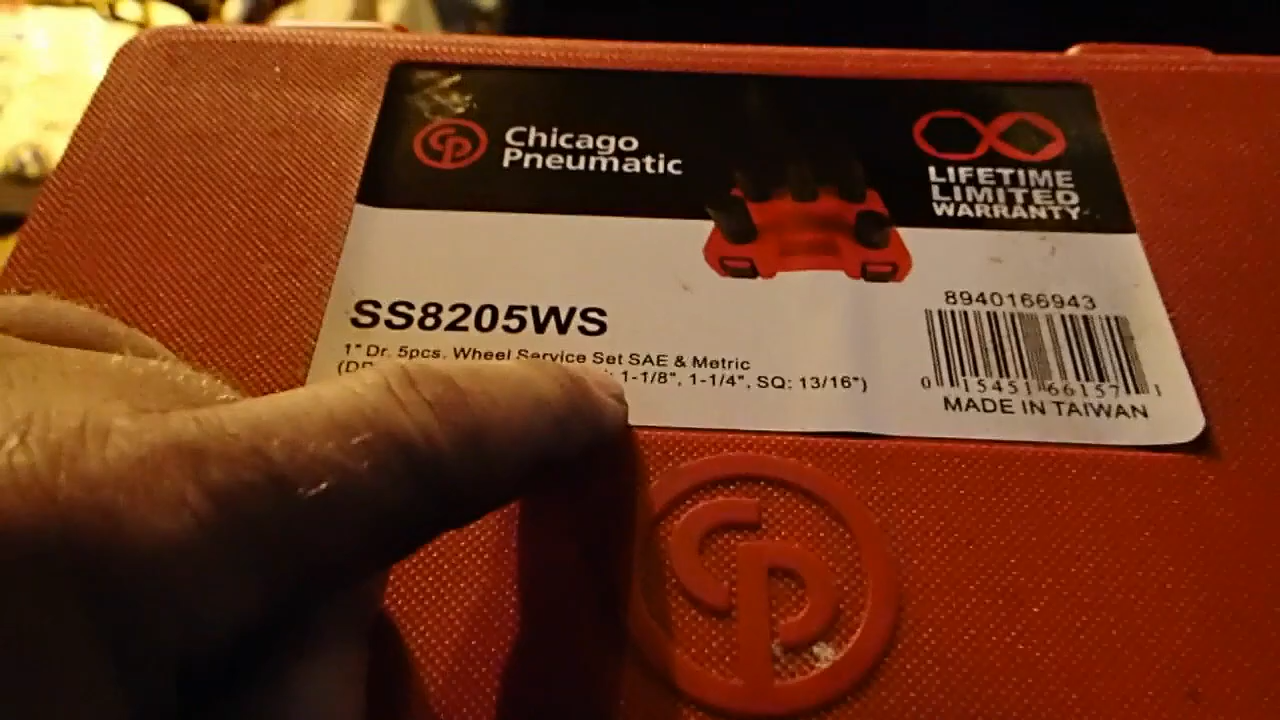 Chicago
Pneumatic
LIFETIME
LIMITED
WARRANTY
SS8205WS
1" Dr. 5pcs. Wheel Service Set SAE & Metric
1-1/8", 1-1/4", SQ: 13/16")
8940166943
0 15451 66157 1
MADE IN TAIWAN
CP